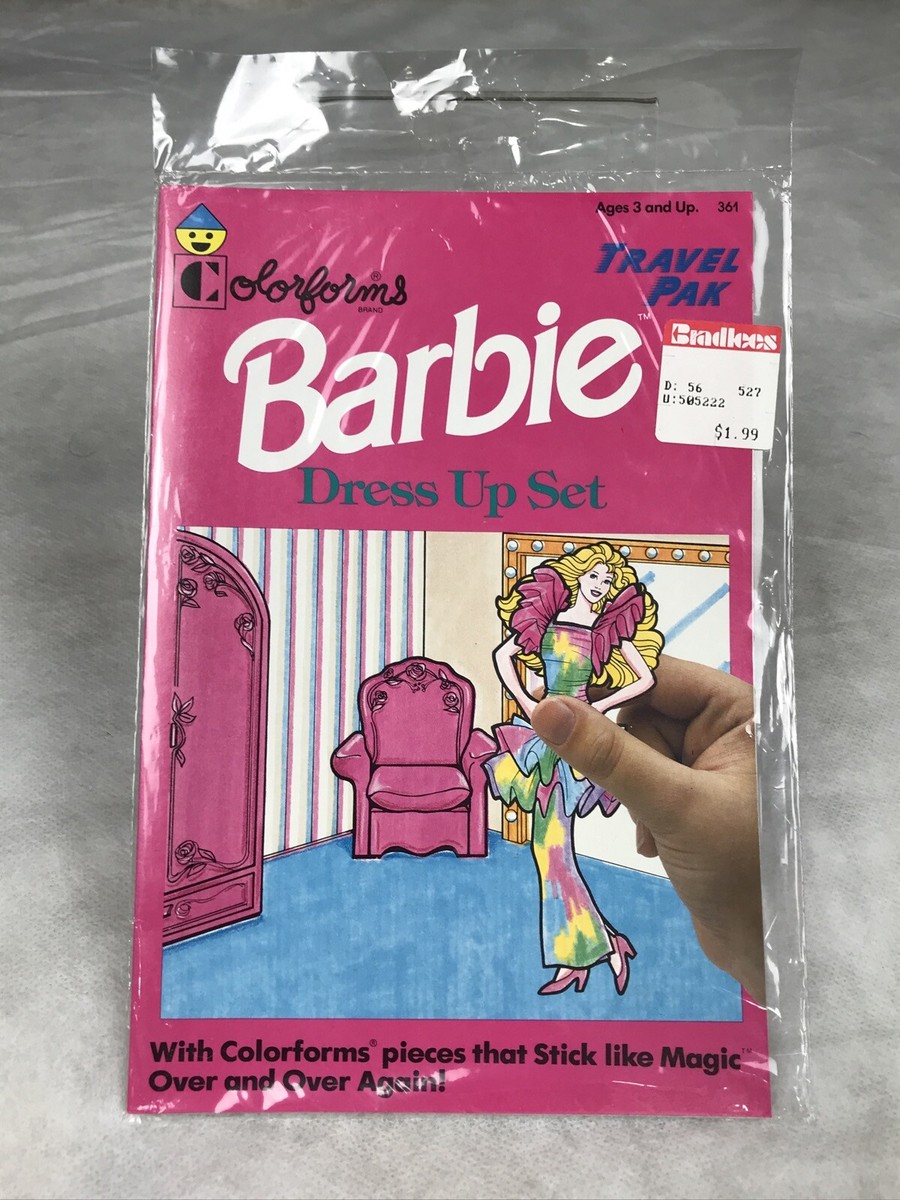 Ages 3 and Up. 361
Colorforms®
BRAND
TRAVEL
PAK
Barbie™
Bradlees
D: 56 527
U:505222
$1.99
Dress Up Set
With Colorforms® pieces that Stick like Magic™
Over and Over Again!